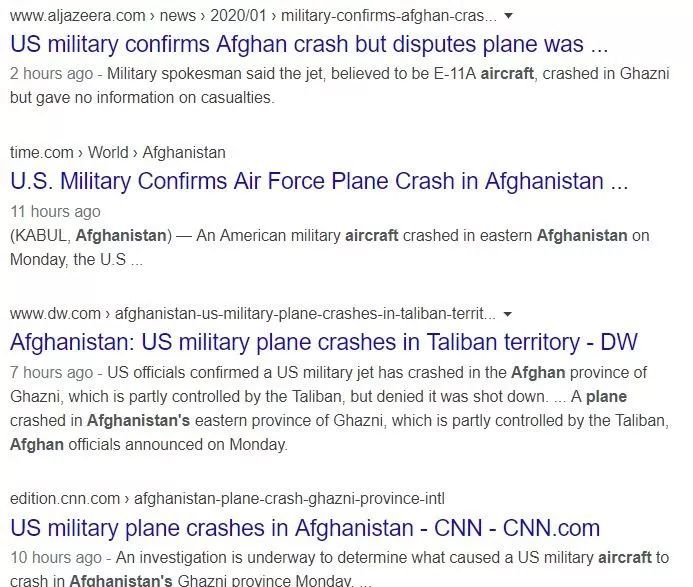 www.aljazeera.com › news › 2020/01 › military-confirms-afghan-cras...
US military confirms Afghan crash but disputes plane was ...
2 hours ago - Military spokesman said the jet, believed to be E-11A aircraft, crashed in Ghazni
but gave no information on casualties.
time.com › World › Afghanistan
U.S. Military Confirms Air Force Plane Crash in Afghanistan ...
11 hours ago
(KABUL, Afghanistan) — An American military aircraft crashed in eastern Afghanistan on
Monday, the U.S ...
www.dw.com › afghanistan-us-military-plane-crashes-in-taliban-territ...
Afghanistan: US military plane crashes in Taliban territory - DW
7 hours ago - US officials confirmed a US military jet has crashed in the Afghan province of
Ghazni, which is partly controlled by the Taliban, but denied it was shot down. ... A plane
crashed in Afghanistan's eastern province of Ghazni, which is partly controlled by the Taliban,
Afghan officials announced on Monday.
edition.cnn.com › afghanistan-plane-crash-ghazni-province-intl
US military plane crashes in Afghanistan - CNN - CNN.com
10 hours ago - An investigation is underway to determine what caused a US military aircraft to
crash in Afghanistan's Ghazni province Monday. ...